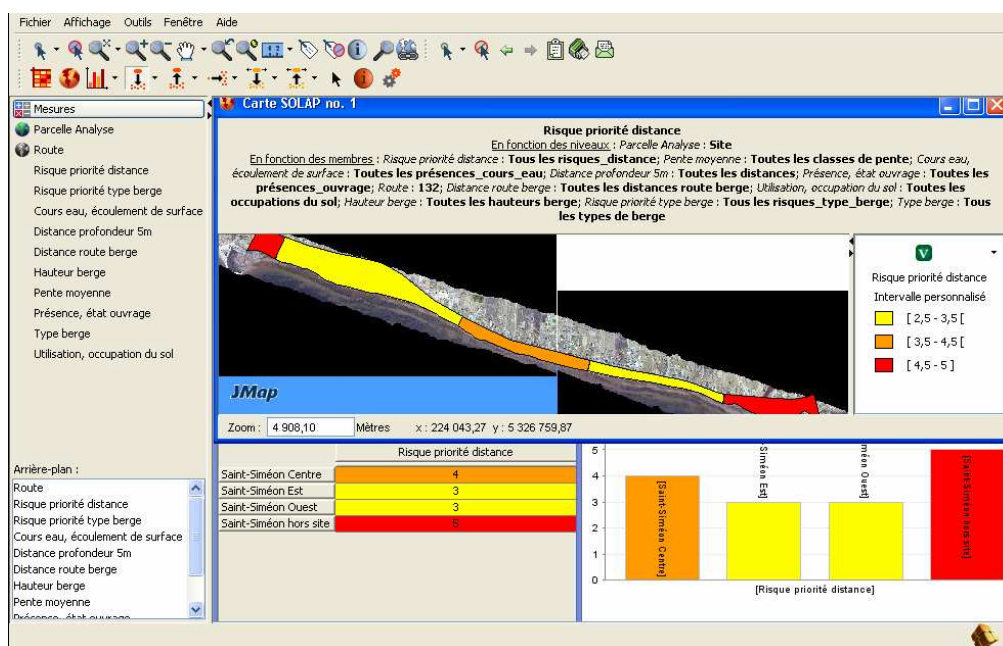 Fichier Affichage Outils Fenêtre Aide
Mesures
Parcelle Analyse
Route
Risque priorité distance
Risque priorité type berge
Cours eau, écoulement de surface
Distance profondeur 5m
Distance route berge
Hauteur berge
Pente moyenne
Présence, état ouvrage
Type berge
Utilisation, occupation du sol
Arrière-plan :
Route
Risque priorité distance
Risque priorité type berge
Cours eau, écoulement de surface
Distance profondeur 5m
Distance route berge
Hauteur berge
Pente moyenne
Présence, état ouvrage
Carte SOLAP no. 1
Risque priorité distance
En fonction des niveaux : Parcelle Analyse : Site
En fonction des membres : Risque priorité distance : Tous les risques_distance; Pente moyenne : Toutes les classes de pente; Cours eau,
écoulement de surface : Toutes les présences_cours_eau; Distance profondeur 5m : Toutes les distances; Présence, état ouvrage : Toutes les
présences_ouvrage; Route : 132; Distance route berge : Toutes les distances route berge; Utilisation, occupation du sol : Toutes les
occupations du sol; Hauteur berge : Toutes les hauteurs berge; Risque priorité type berge : Tous les risques_type_berge; Type berge : Tous
les types de berge
JMap
V
Risque priorité distance
Intervalle personnalisé
[ 2,5 - 3,5 [
[ 3,5 - 4,5 [
[ 4,5 - 5 ]
Zoom : 4 908,10 Mètres x : 224 043,27 y : 5 326 759,87
Risque priorité distance
Saint-Siméon Centre 4
Saint-Siméon Est 3
Saint-Siméon Ouest 3
Saint-Siméon hors site 5
5
4
3
2
1
0
[Saint-Siméon Centre]
-Siméon Est]
méon Ouest]
[Saint-Siméon hors site]
[Risque priorité distance]